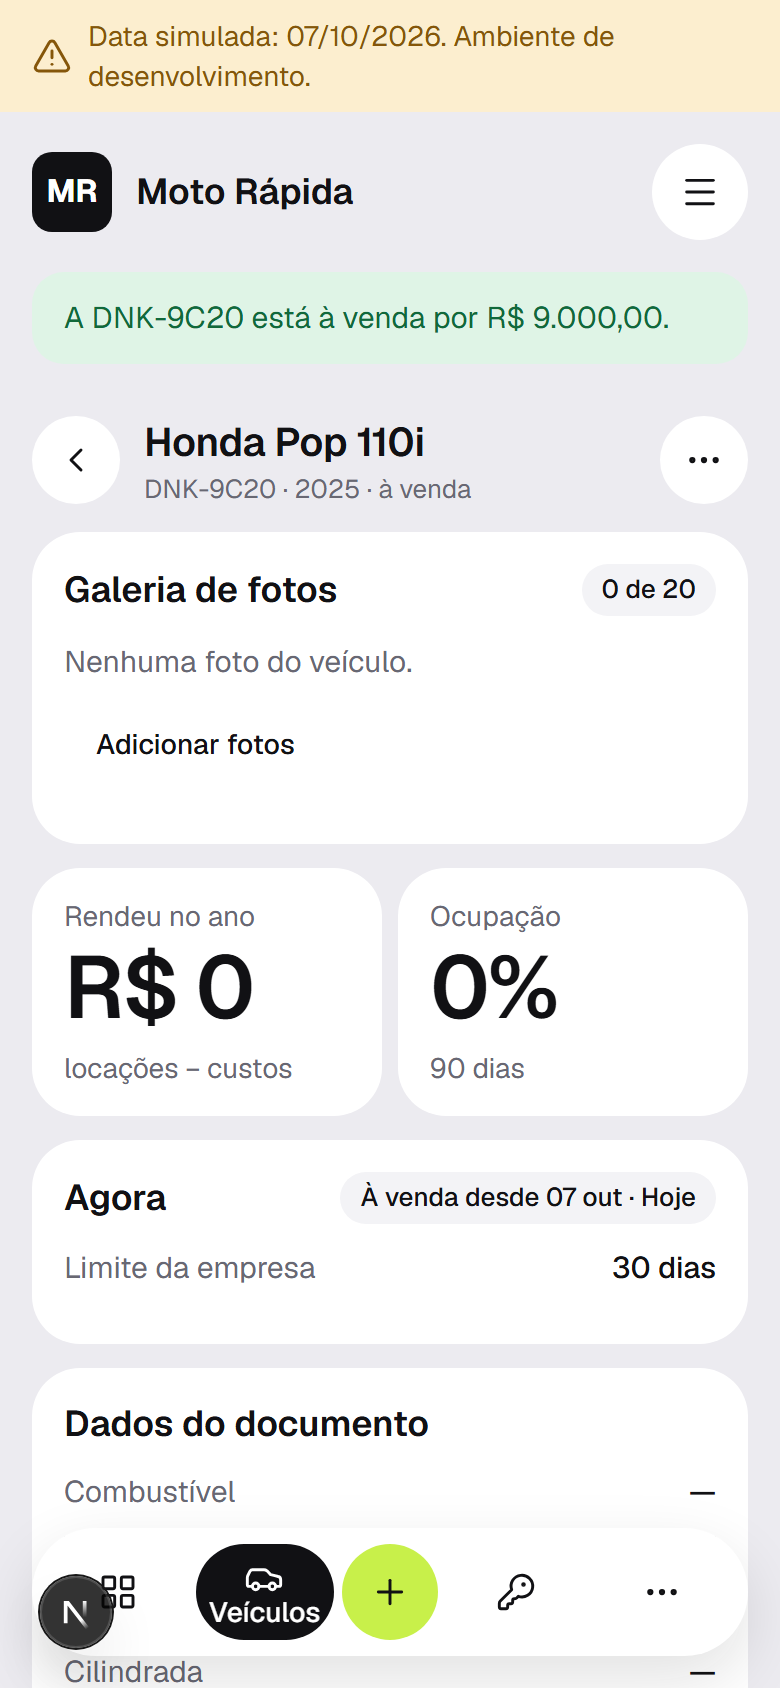 Data simulada: 07/10/2026. Ambiente de
desenvolvimento.
MR
Moto Rápida
A DNK-9C20 está à venda por R$ 9.000,00.
Honda Pop 110i
DNK-9C20 · 2025 · à venda
Galeria de fotos
0 de 20
Nenhuma foto do veículo.
Adicionar fotos
Rendeu no ano
R$ 0
locações – custos
Ocupação
0%
90 dias
Agora
À venda desde 07 out · Hoje
Limite da empresa
30 dias
Dados do documento
Combustível
—
N
Veículos
Cilindrada
—